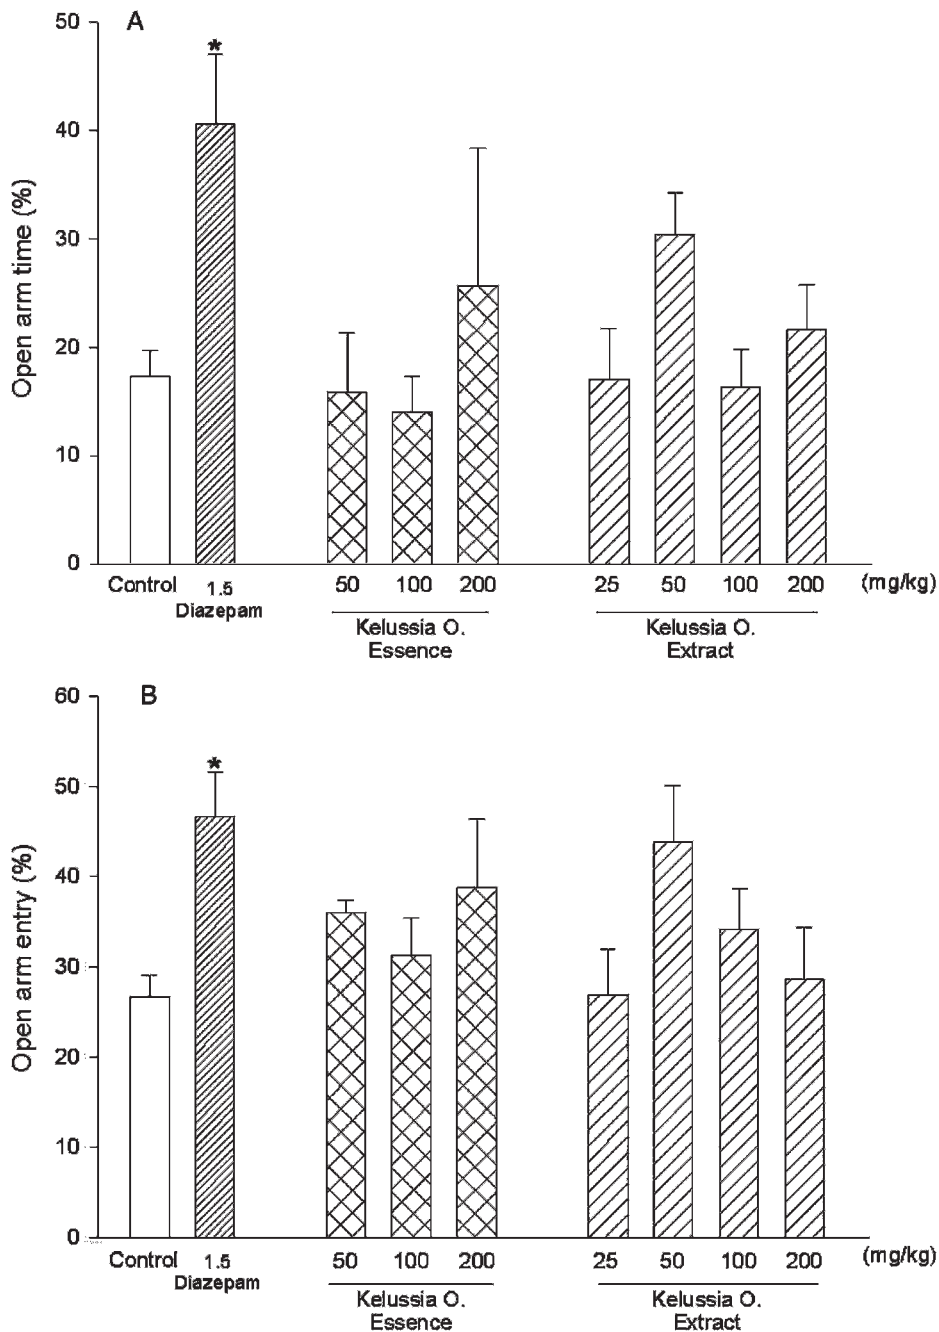 A
50
40
30
20
10
0
Open arm time (%)
*
Control 1.5 50 100 200 25 50 100 200 (mg/kg)
Diazepam
Kelussia O. Kelussia O.
Essence Extract
B
60
50
40
30
20
10
0
Open arm entry (%)
*
Control 1.5 50 100 200 25 50 100 200 (mg/kg)
Diazepam
Kelussia O. Kelussia O.
Essence Extract